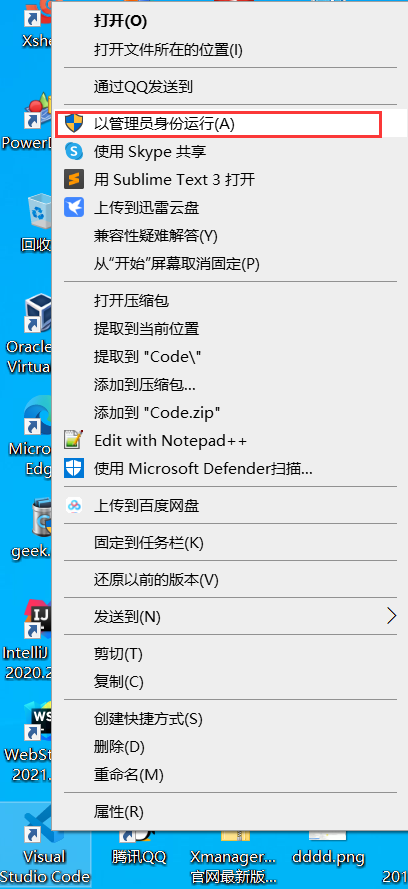 打开(O)
打开文件所在的位置(I)
通过QQ发送到
以管理员身份运行(A)
使用 Skype 共享
用 Sublime Text 3 打开
上传到迅雷云盘
兼容性疑难解答(Y)
从"开始"屏幕取消固定(P)
打开压缩包
提取到当前位置
提取到 "Code\"
添加到压缩包...
添加到 "Code.zip"
Edit with Notepad++
使用 Microsoft Defender扫描...
上传到百度网盘
固定到任务栏(K)
还原以前的版本(V)
发送到(N)
剪切(T)
复制(C)
创建快捷方式(S)
删除(D)
重命名(M)
属性(R)
Xshe
PowerD
回收
Oracle
Virtua
Micros
Edg
geek.
IJ
IntelliJ
2020.2
WS
WebSt
2021.
Visual
Studio Code
腾讯QQ
Xmanager...
官网最新版...
dddd.png
201